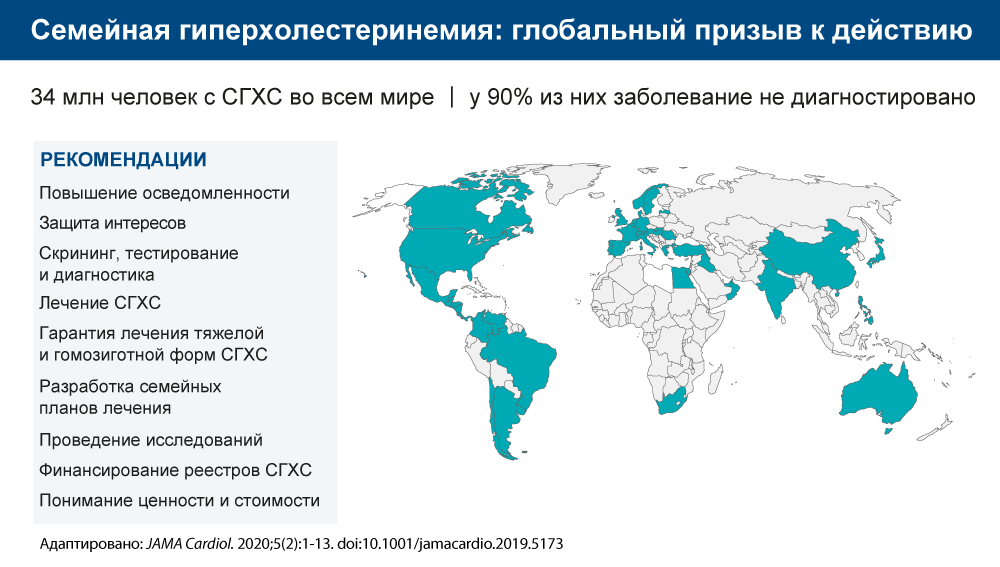 Семейная гиперхолестеринемия: глобальный призыв к действию
34 млн человек с СГХС во всем мире | у 90% из них заболевание не диагностировано
РЕКОМЕНДАЦИИ
Повышение осведомленности
Защита интересов
Скрининг, тестирование
и диагностика
Лечение СГХС
Гарантия лечения тяжелой
и гомозиготной форм СГХС
Разработка семейных
планов лечения
Проведение исследований
Финансирование реестров СГХС
Понимание ценности и стоимости
Адаптировано: JAMA Cardiol. 2020;5(2):1-13. doi:10.1001/jamacardio.2019.5173